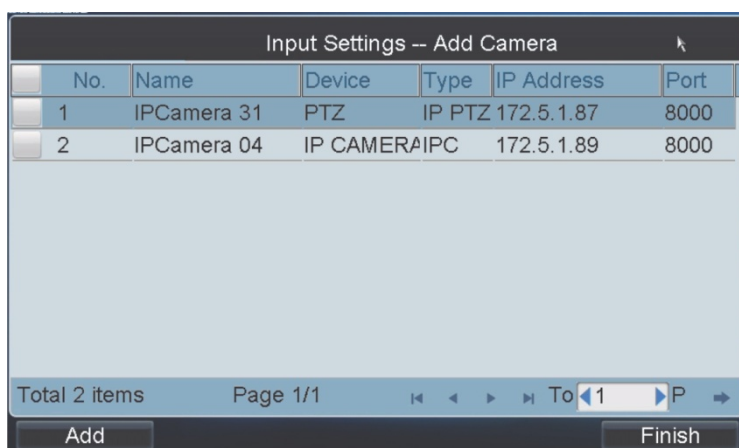 Input Settings -- Add Camera
No. Name Device Type IP Address Port
1 IPCamera 31 PTZ IP PTZ 172.5.1.87 8000
2 IPCamera 04 IP CAMERA IPC 172.5.1.89 8000
Total 2 items Page 1/1 To 1 P
Add Finish